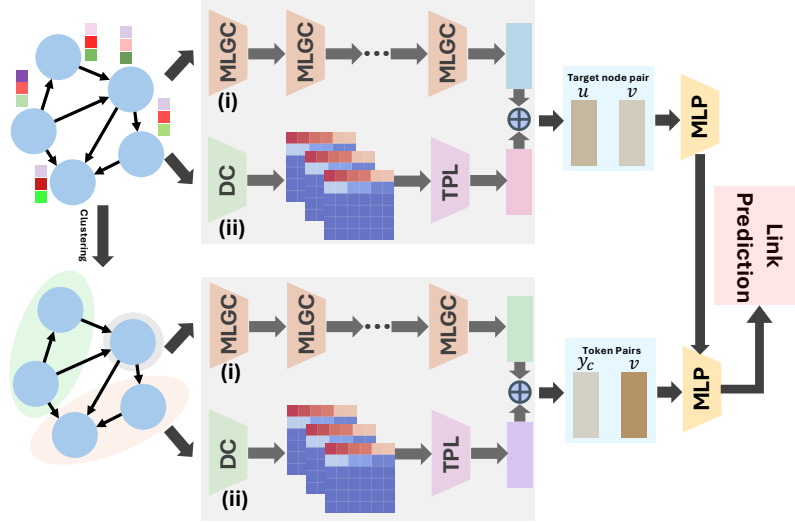 MLGC
MLGC
MLGC
(i)
DC
TPL
(ii)
Target node pair
u v
MLP
Clustering
Link
Prediction
MLGC
MLGC
MLGC
(i)
DC
TPL
(ii)
Token Pairs
y_c v
MLP